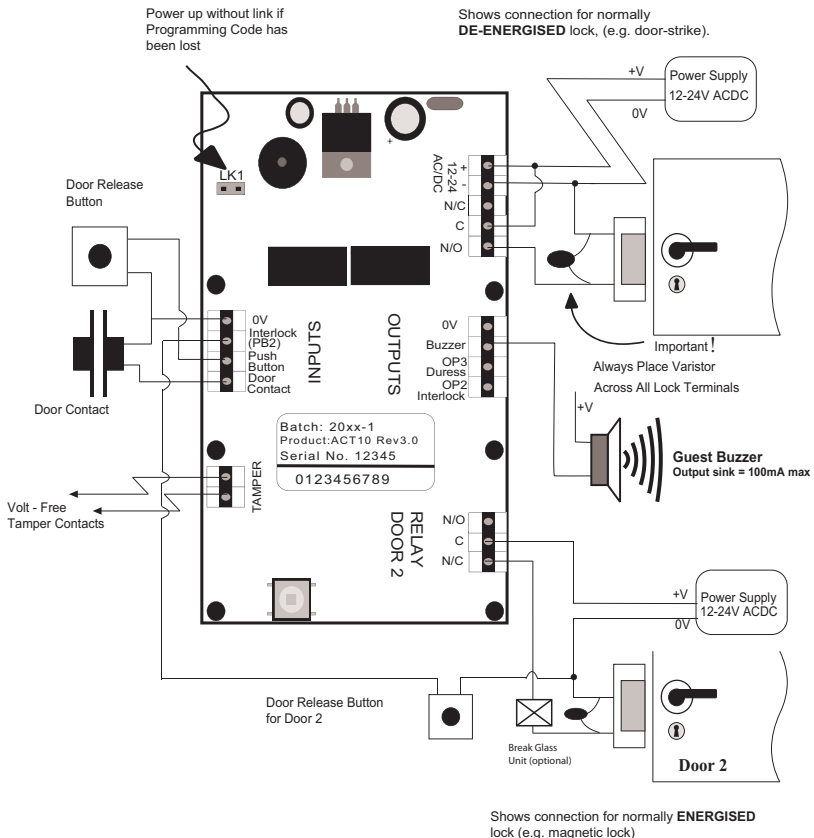 Power up without link if
Programming Code has
been lost
Shows connection for normally
DE-ENERGISED lock, (e.g. door-strike).
+V
Power Supply
12-24V ACDC
0V
LK1
12-24
AC/DC
+
-
N/C
C
N/O
Door Release
Button
Door Contact
0V
Interlock
(PB2)
Push
Button
Door
Contact
INPUTS
OUTPUTS
0V
Buzzer
OP3
Duress
OP2
Interlock
Important!
Always Place Varistor
Across All Lock Terminals
+V
Guest Buzzer
Output sink = 100mA max
Batch: 20xx-1
Product:ACT10 Rev3.0
Serial No. 12345
0123456789
TAMPER
Volt - Free
Tamper Contacts
RELAY
DOOR 2
N/O
C
N/C
+V
Power Supply
12-24V ACDC
0V
Door Release Button
for Door 2
Break Glass
Unit (optional)
Door 2
Shows connection for normally ENERGISED
lock (e.g. magnetic lock)
+